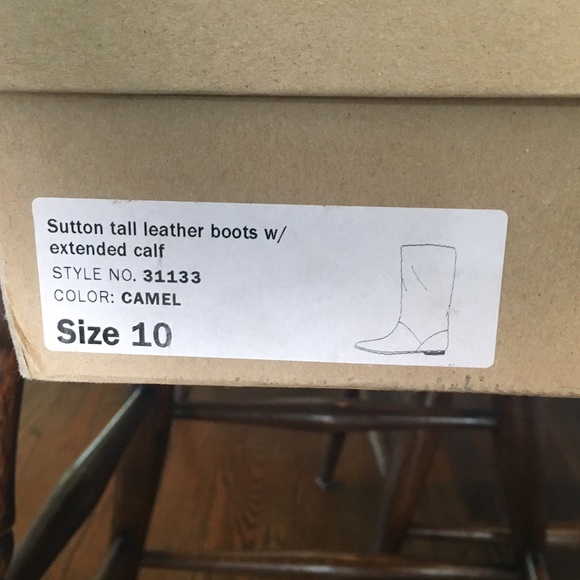 Sutton tall leather boots w/
extended calf
STYLE NO. 31133
COLOR: CAMEL
Size 10